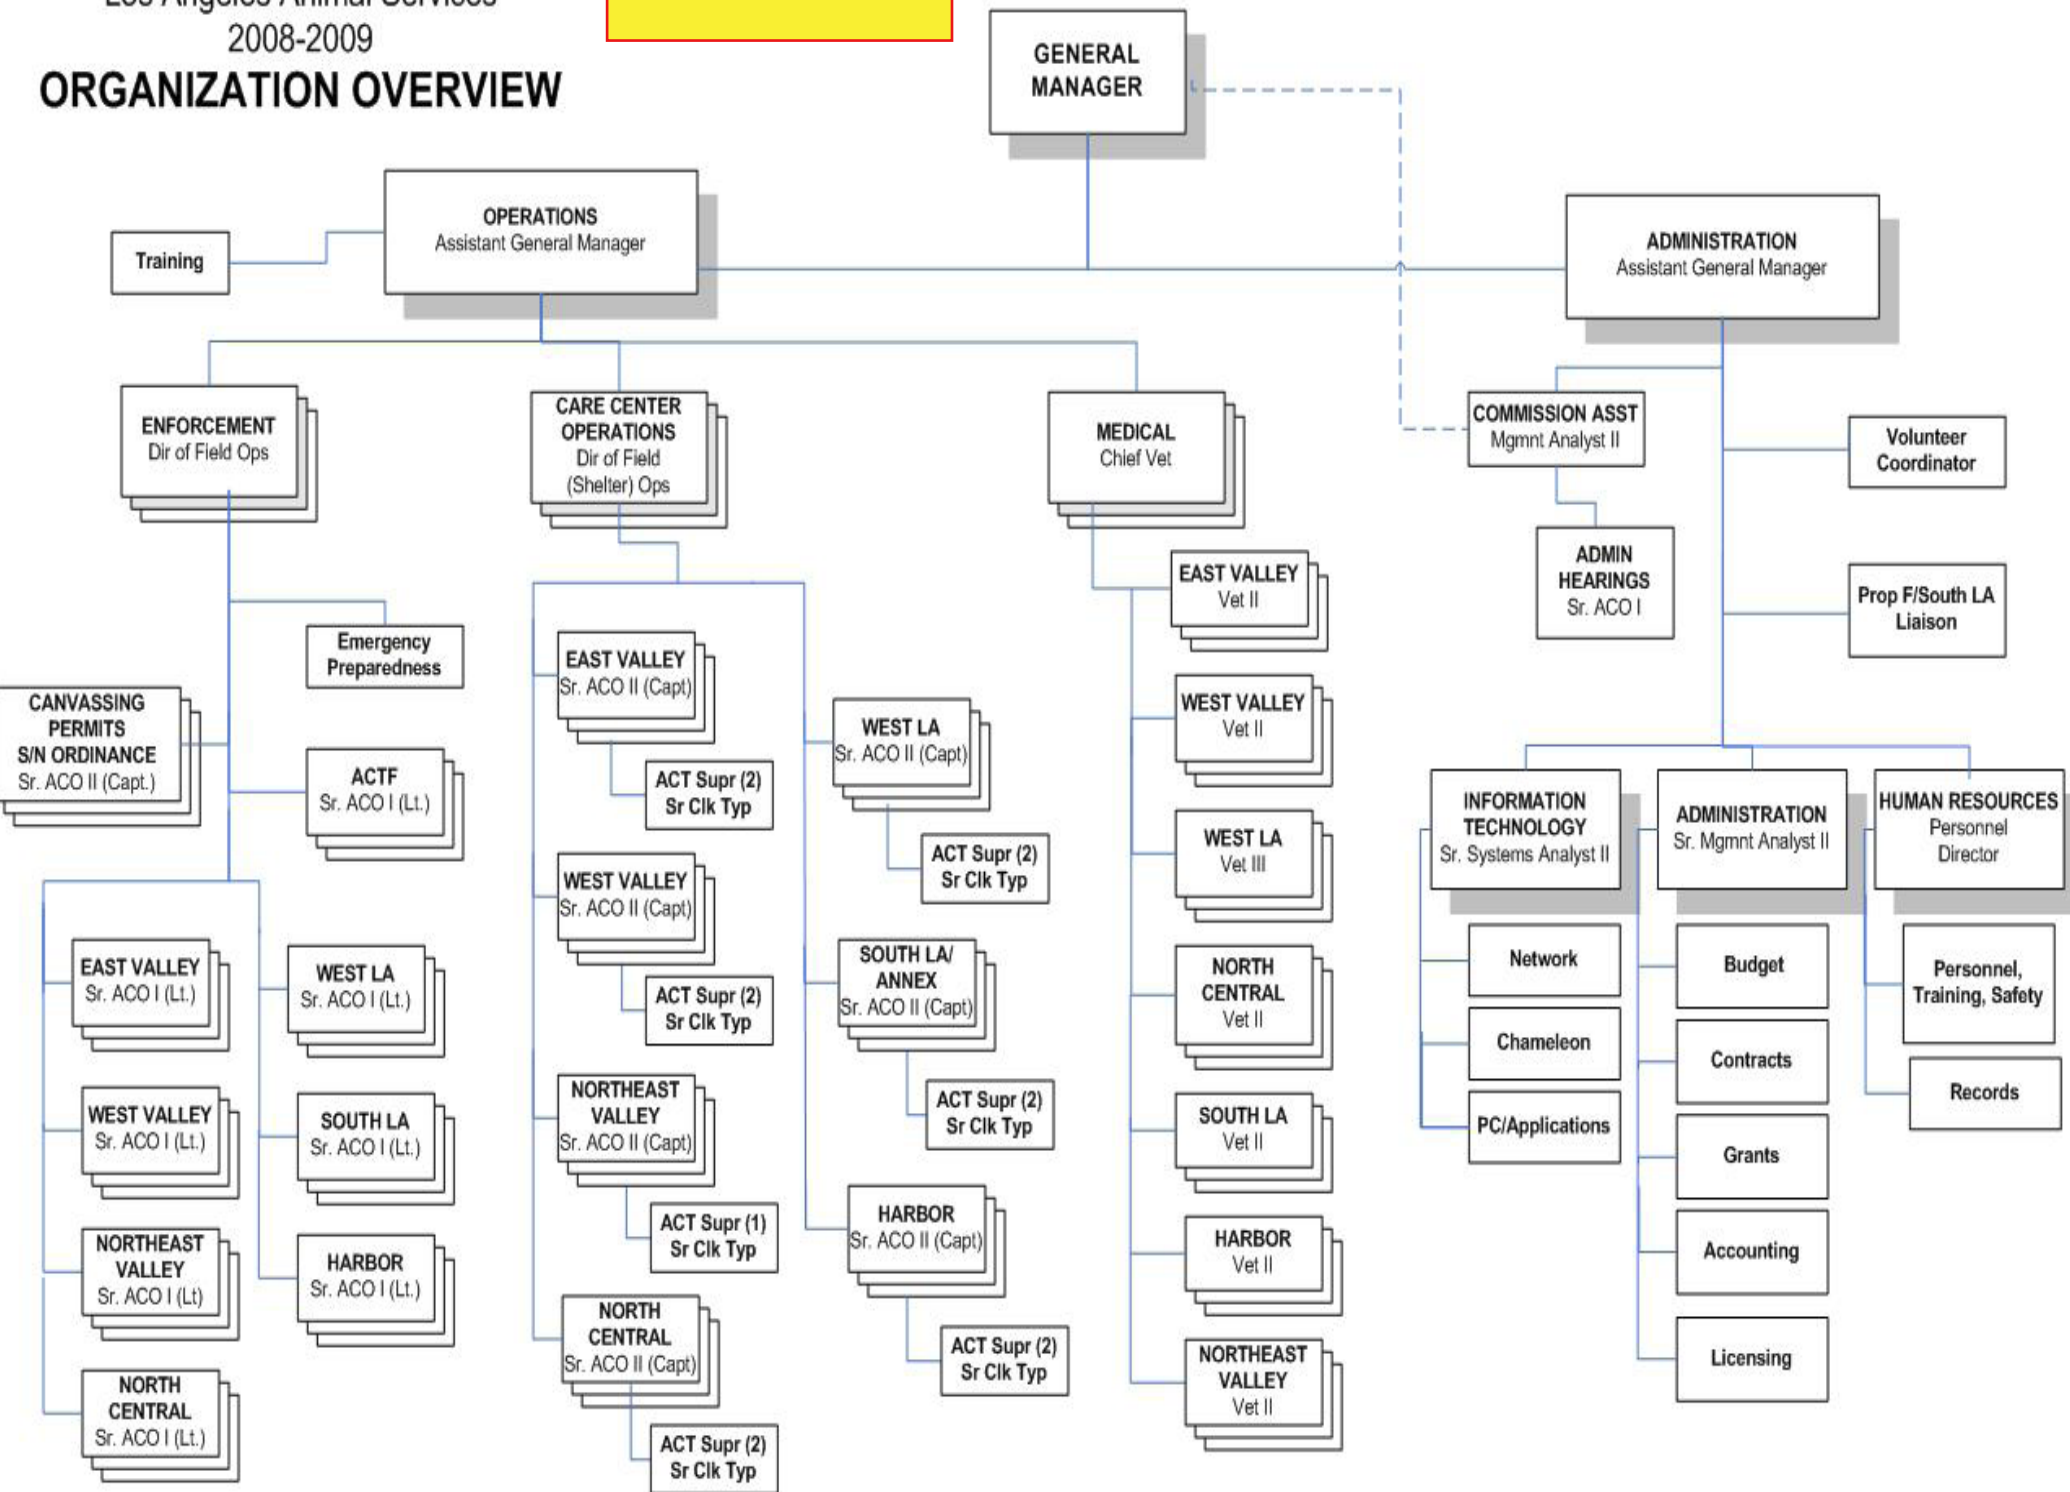 Los Angeles Animal Services
2008-2009
ORGANIZATION OVERVIEW
GENERAL
MANAGER
OPERATIONS
Assistant General Manager
Training
ADMINISTRATION
Assistant General Manager
ENFORCEMENT
Dir of Field Ops
CARE CENTER
OPERATIONS
Dir of Field
(Shelter) Ops
MEDICAL
Chief Vet
COMMISSION ASST
Mgmnt Analyst II
Volunteer
Coordinator
ADMIN
HEARINGS
Sr. ACO I
Prop F/South LA
Liaison
Emergency
Preparedness
CANVASSING
PERMITS
S/N ORDINANCE
Sr. ACO II (Capt.)
ACTF
Sr. ACO I (Lt.)
EAST VALLEY
Sr. ACO I (Lt.)
WEST LA
Sr. ACO I (Lt.)
WEST VALLEY
Sr. ACO I (Lt.)
SOUTH LA
Sr. ACO I (Lt.)
NORTHEAST
VALLEY
Sr. ACO I (Lt)
HARBOR
Sr. ACO I (Lt.)
NORTH
CENTRAL
Sr. ACO I (Lt.)
EAST VALLEY
Sr. ACO II (Capt)
ACT Supr (2)
Sr Clk Typ
WEST VALLEY
Sr. ACO II (Capt)
ACT Supr (2)
Sr Clk Typ
NORTHEAST
VALLEY
Sr. ACO II (Capt)
ACT Supr (1)
Sr Clk Typ
NORTH
CENTRAL
Sr. ACO II (Capt)
ACT Supr (2)
Sr Clk Typ
WEST LA
Sr. ACO II (Capt)
ACT Supr (2)
Sr Clk Typ
SOUTH LA/
ANNEX
Sr. ACO II (Capt)
ACT Supr (2)
Sr Clk Typ
HARBOR
Sr. ACO II (Capt)
ACT Supr (2)
Sr Clk Typ
EAST VALLEY
Vet II
WEST VALLEY
Vet II
WEST LA
Vet III
NORTH
CENTRAL
Vet II
SOUTH LA
Vet II
HARBOR
Vet II
NORTHEAST
VALLEY
Vet II
INFORMATION
TECHNOLOGY
Sr. Systems Analyst II
Network
Chameleon
PC/Applications
ADMINISTRATION
Sr. Mgmnt Analyst II
Budget
Contracts
Grants
Accounting
Licensing
HUMAN RESOURCES
Personnel
Director
Personnel,
Training, Safety
Records